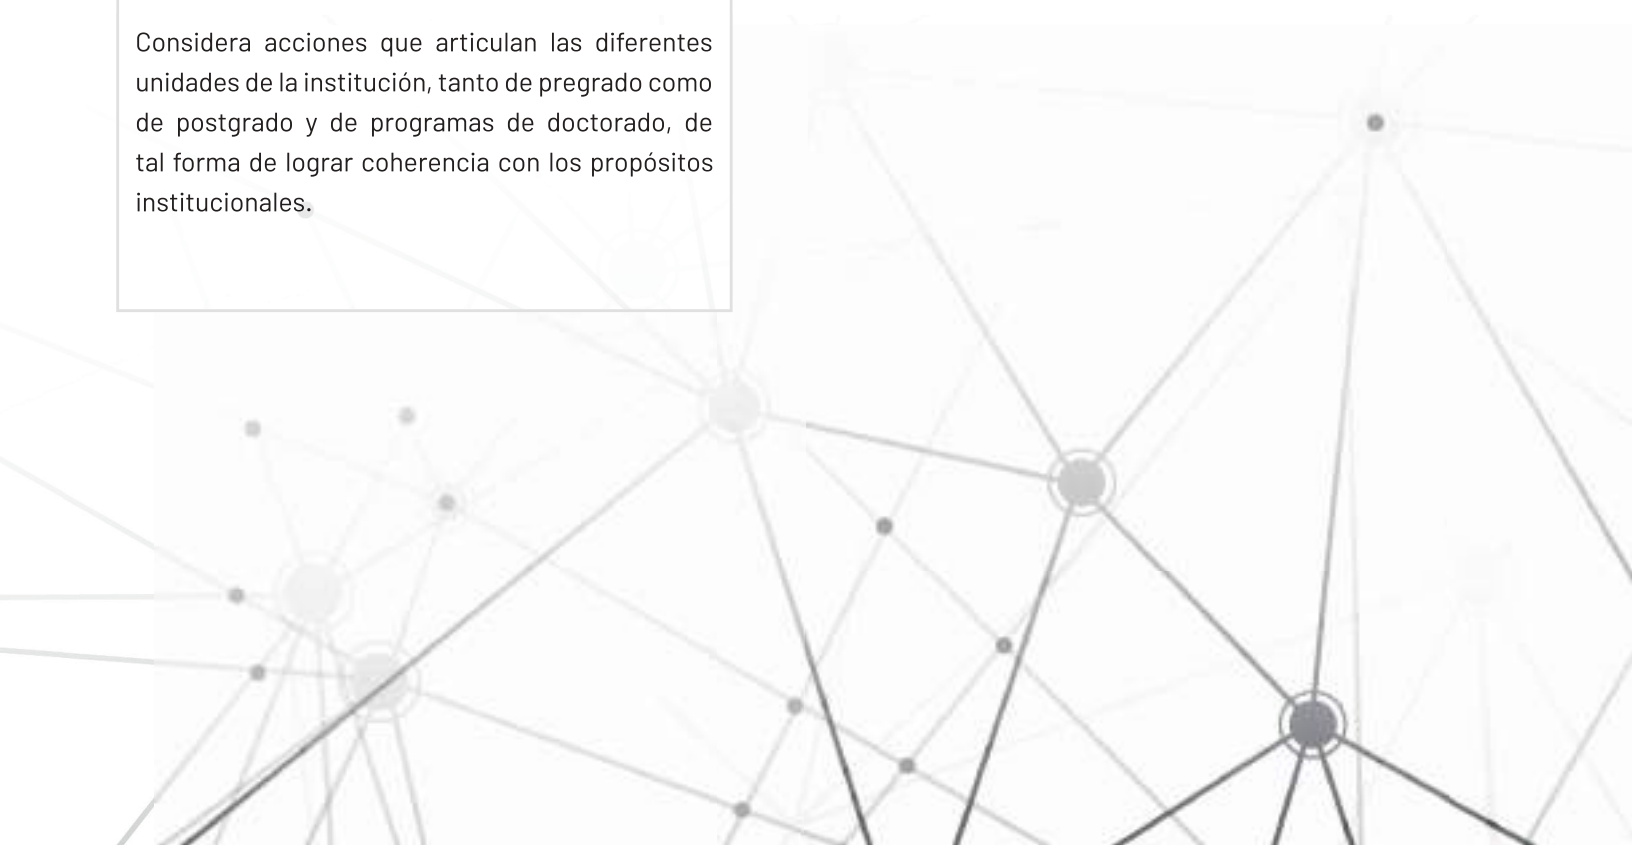 Considera acciones que articulan las diferentes
unidades de la institución, tanto de pregrado como
de postgrado y de programas de doctorado, de
tal forma de lograr coherencia con los propósitos
institucionales.